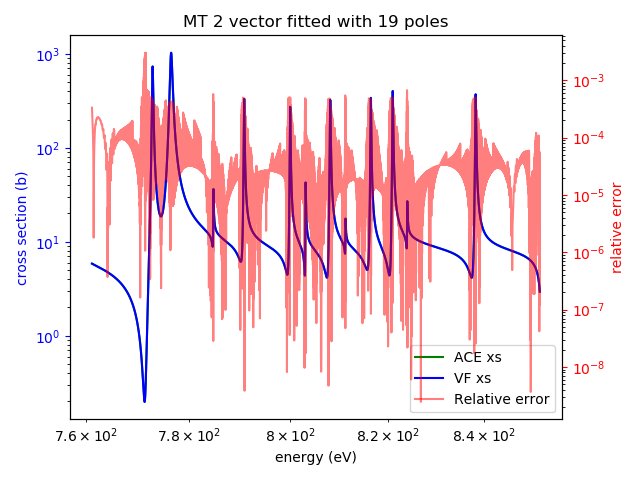 MT 2 vector fitted with 19 poles
cross section (b)
10³
10²
10¹
10⁰
10⁻³
10⁻⁴
10⁻⁵
10⁻⁶
10⁻⁷
10⁻⁸
relative error
ACE xs
VF xs
Relative error
7.6 × 10² 7.8 × 10² 8 × 10² 8.2 × 10² 8.4 × 10²
energy (eV)